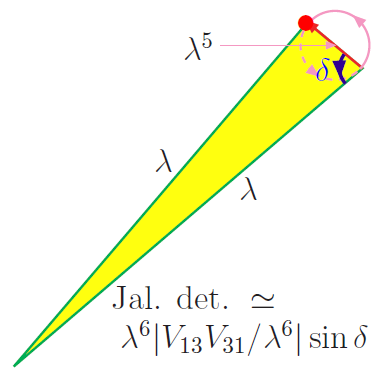 λ⁵
δ
λ
λ
Jal. det. ≃
λ⁶|V₁₃V₃₁/λ⁶| sin δ